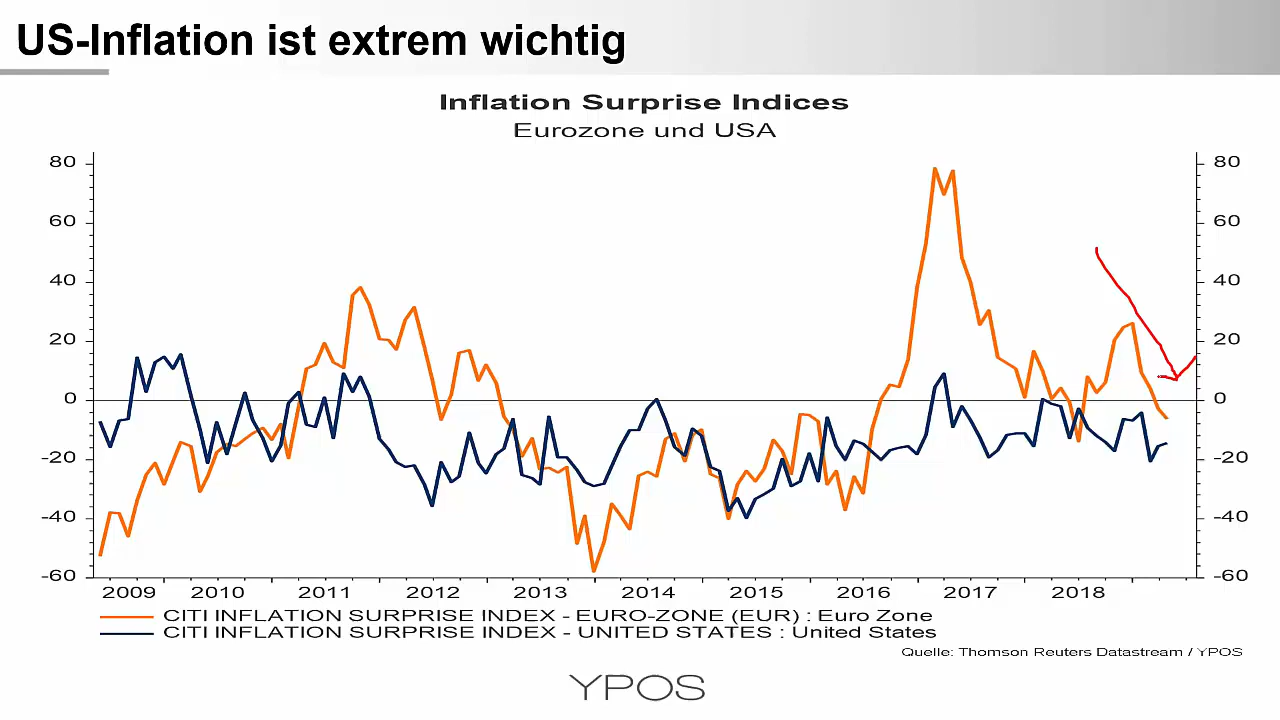 US-Inflation ist extrem wichtig
Inflation Surprise Indices
Eurozone und USA
80 80
60 60
40 40
20 20
0 0
-20 -20
-40 -40
-60 -60
2009 2010 2011 2012 2013 2014 2015 2016 2017 2018
CITI INFLATION SURPRISE INDEX - EURO-ZONE (EUR) : Euro Zone
CITI INFLATION SURPRISE INDEX - UNITED STATES : United States
Quelle: Thomson Reuters Datastream / YPOS
YPOS